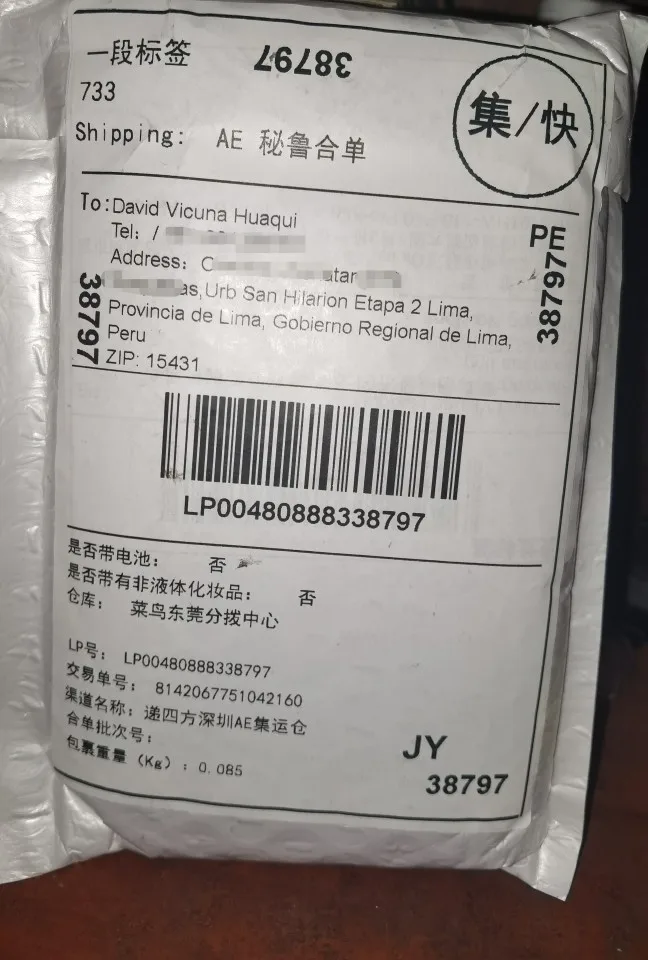 一段标签
38797
733
集/快
Shipping: AE 秘鲁合单
To: David Vicuna Huaqui
Tel: /
Address:
Urb San Hilarion Etapa 2 Lima,
Provincia de Lima, Gobierno Regional de Lima,
Peru
ZIP: 15431
38797
PE
38797
LP00480888338797
是否带电池: 否
是否带有非液体化妆品: 否
仓库: 菜鸟东莞分拨中心
LP号: LP00480888338797
交易单号: 8142067751042160
渠道名称: 递四方深圳AE集运仓
合单批次号:
包裹重量 (Kg) : 0.085
JY
38797